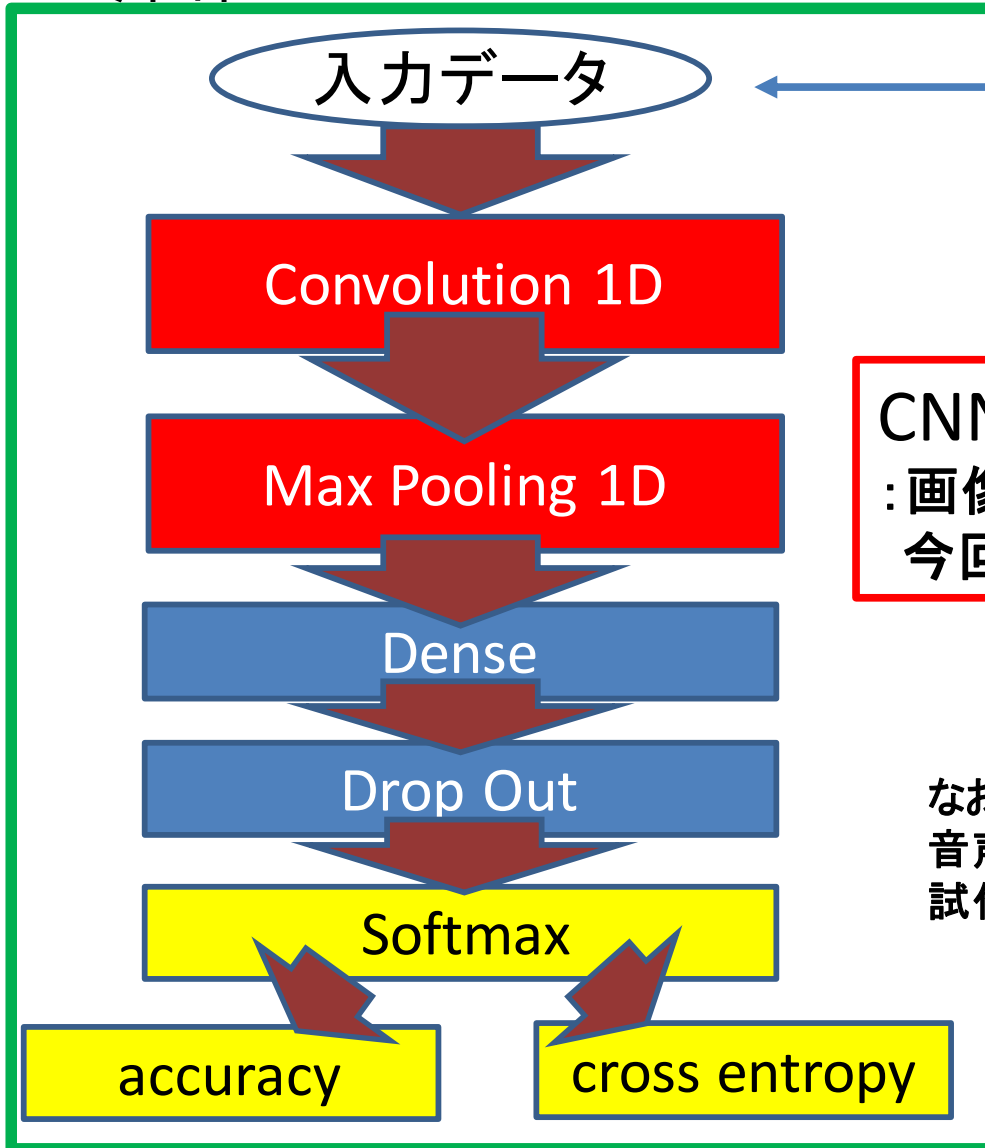 入力データ
Convolution 1D
Max Pooling 1D
CNN
:画像
今回
Dense
Drop Out
なお
音声
試作
Softmax
accuracy
cross entropy